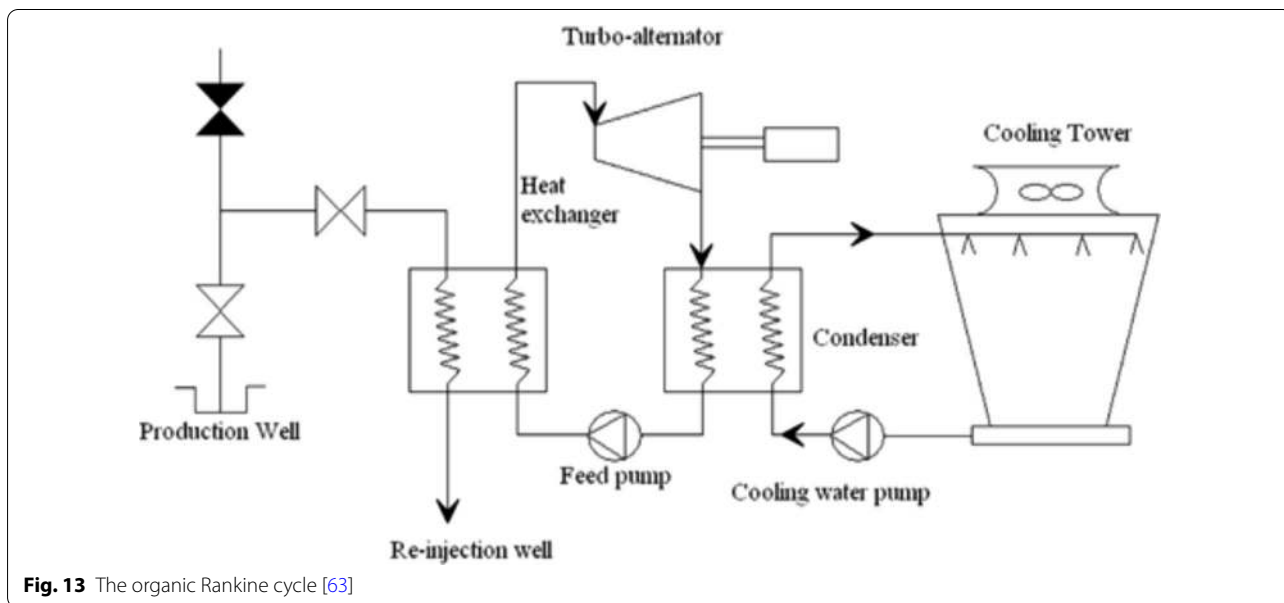 Turbo-alternator
Cooling Tower
Heat
exchanger
Condenser
Production Well
Feed pump
Cooling water pump
Re-injection well
Fig. 13 The organic Rankine cycle [63]